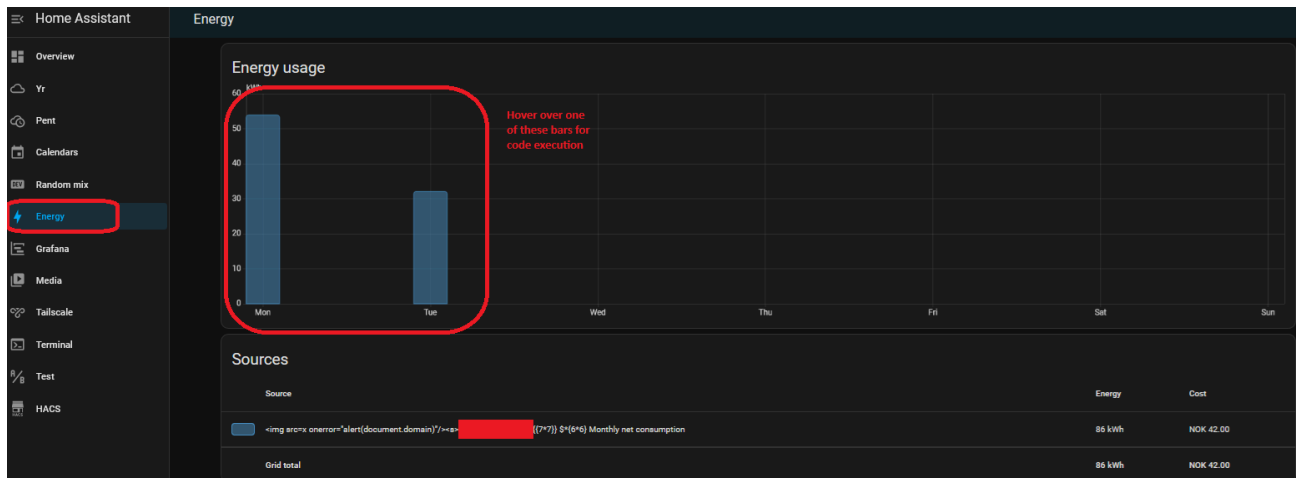 Home Assistant
Energy
Overview
Yr
Pent
Calendars
Random mix
Energy
Grafana
Media
Tailscale
Terminal
Test
HACS
Energy usage
kWh
60
50
40
30
20
10
0
Mon
Tue
Wed
Thu
Fri
Sat
Sun
Hover over one
of these bars for
code execution
Sources
Source
Energy
Cost
<img src=x onerror="alert(document.domain)"/><s> {{7*7}} $*{6*6} Monthly net consumption
86 kWh
NOK 42.00
Grid total
86 kWh
NOK 42.00